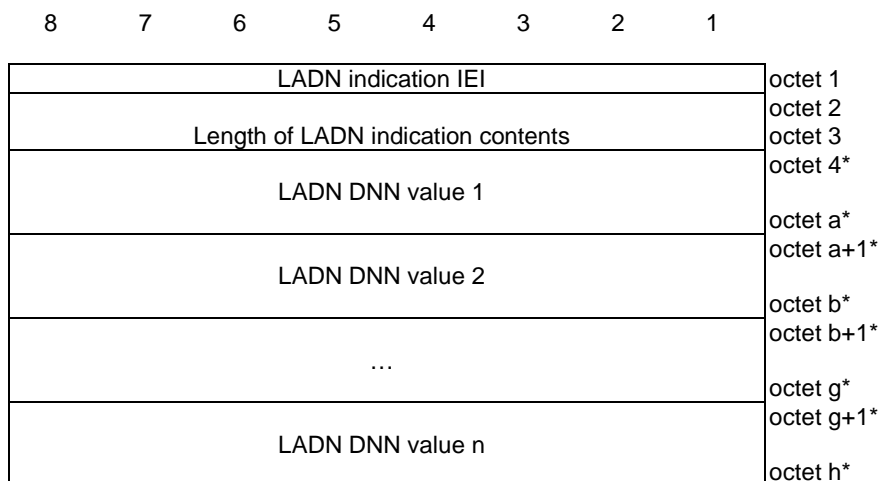 8 7 6 5 4 3 2 1
LADN indication IEI octet 1
octet 2
Length of LADN indication contents octet 3
octet 4*
LADN DNN value 1
octet a*
octet a+1*
LADN DNN value 2
octet b*
octet b+1*
…
octet g*
octet g+1*
LADN DNN value n
octet h*